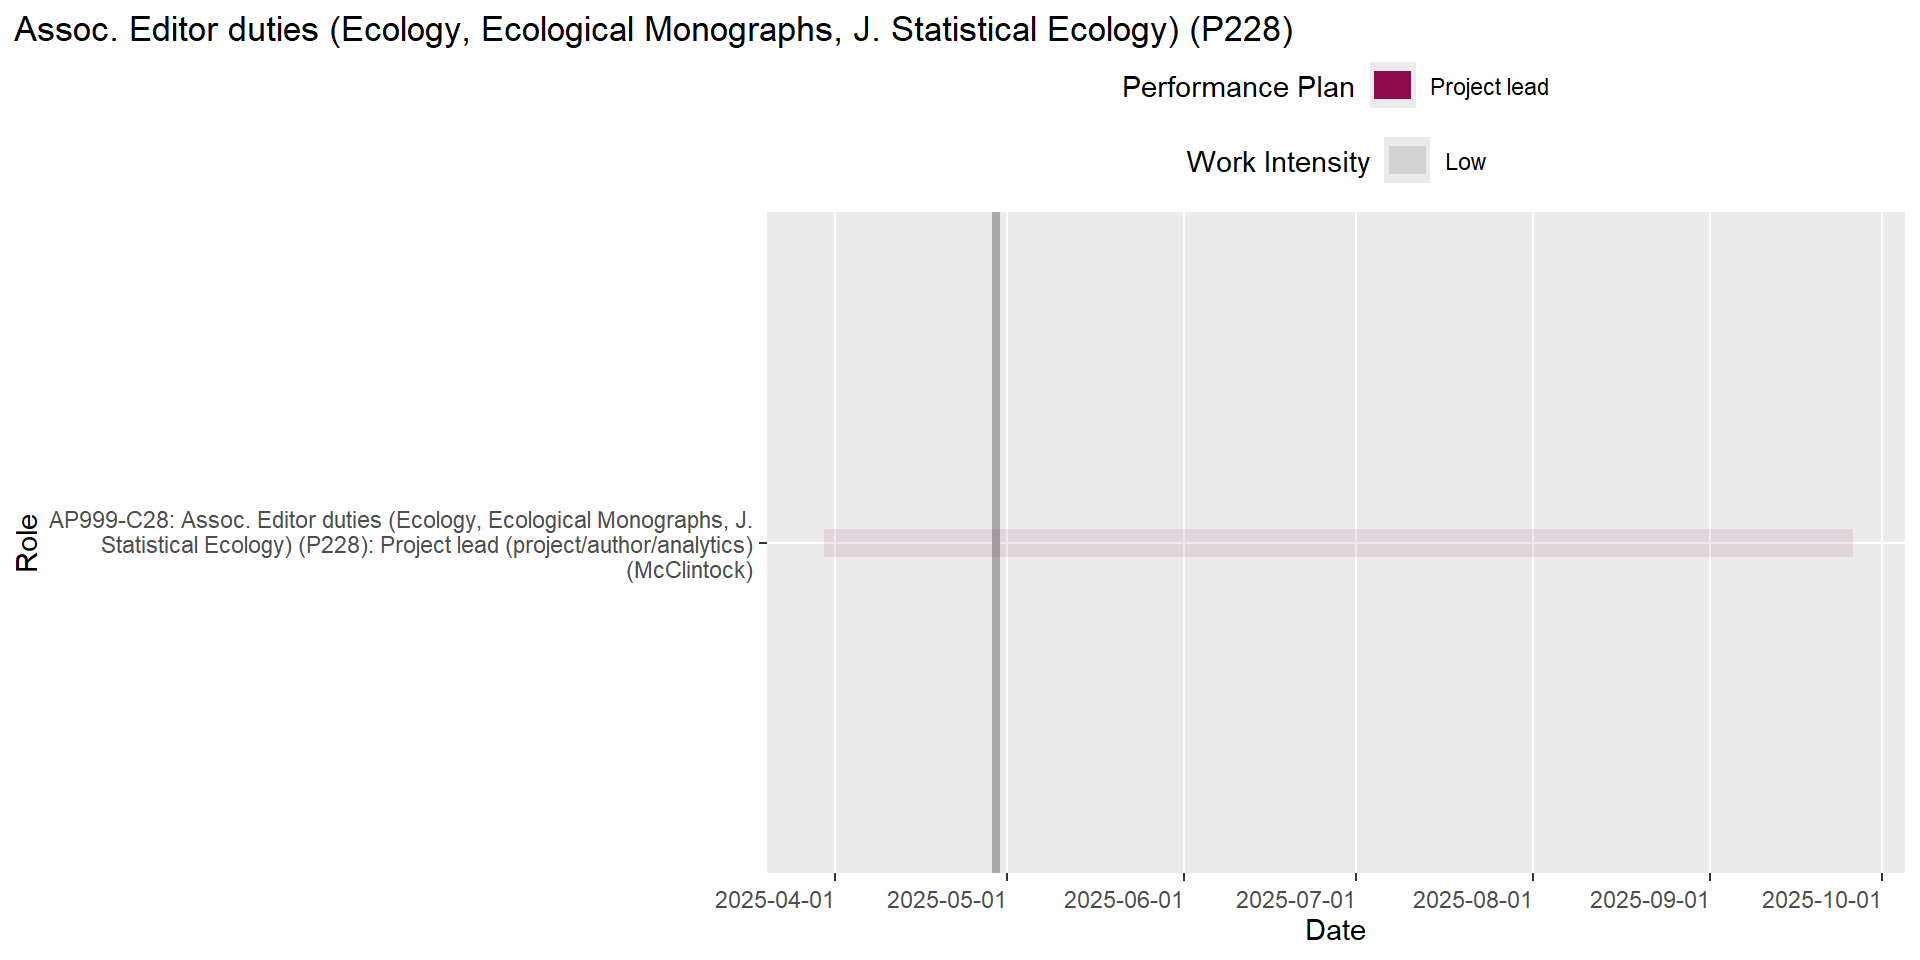 Assoc. Editor duties (Ecology, Ecological Monographs, J. Statistical Ecology) (P228)
Performance Plan
Project lead
Work Intensity
Low
Role
AP999-C28: Assoc. Editor duties (Ecology, Ecological Monographs, J.
Statistical Ecology) (P228): Project lead (project/author/analytics)
(McClintock)
2025-04-01
2025-05-01
2025-06-01
2025-07-01
2025-08-01
2025-09-01
2025-10-01
Date